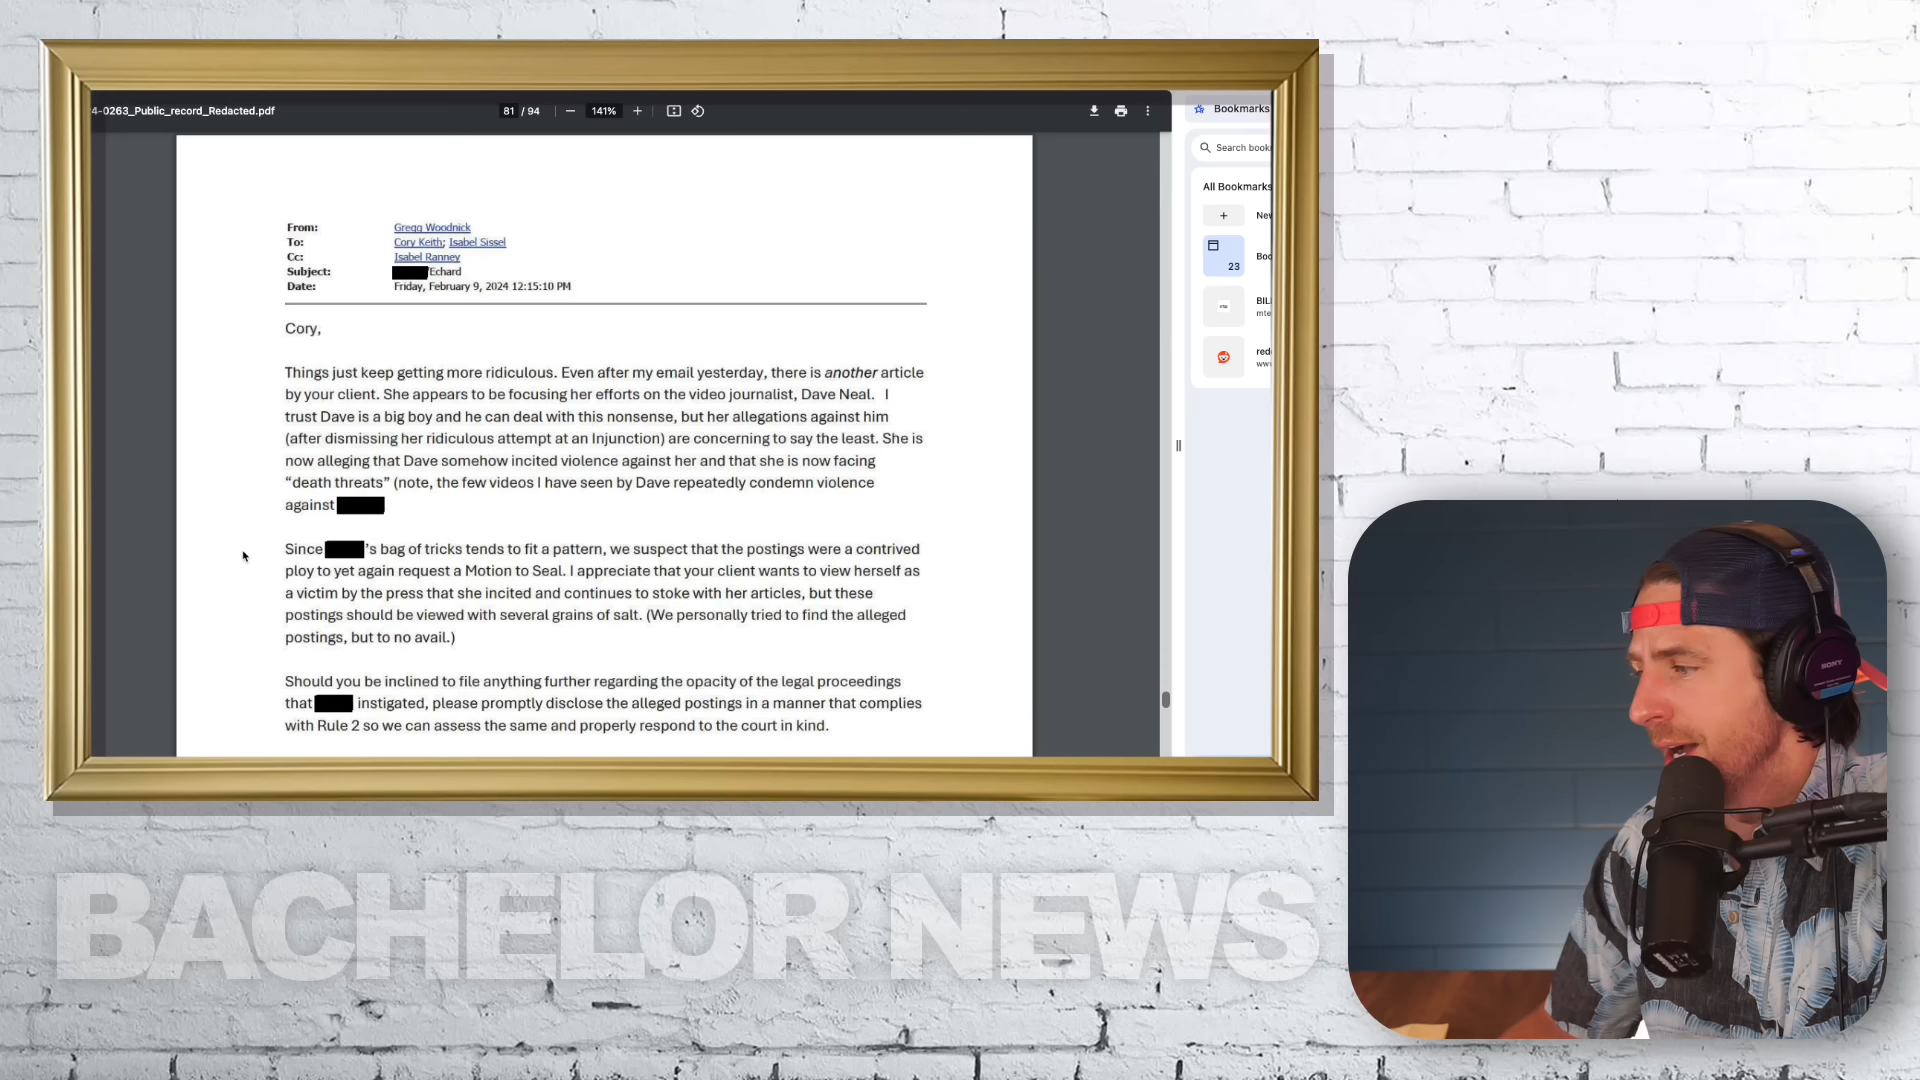 4-0263_Public_record_Redacted.pdf
81 / 94
141%
Bookmarks
Search book
All Bookmarks
New
23
Boo
BIL
mte
red
www
From: Gregg Woodnick
To: Cory Keith; Isabel Sissel
Cc: Isabel Ranney
Subject: /Echard
Date: Friday, February 9, 2024 12:15:10 PM
Cory,
Things just keep getting more ridiculous. Even after my email yesterday, there is another article
by your client. She appears to be focusing her efforts on the video journalist, Dave Neal. I
trust Dave is a big boy and he can deal with this nonsense, but her allegations against him
(after dismissing her ridiculous attempt at an Injunction) are concerning to say the least. She is
now alleging that Dave somehow incited violence against her and that she is now facing
“death threats” (note, the few videos I have seen by Dave repeatedly condemn violence
against
Since 's bag of tricks tends to fit a pattern, we suspect that the postings were a contrived
ploy to yet again request a Motion to Seal. I appreciate that your client wants to view herself as
a victim by the press that she incited and continues to stoke with her articles, but these
postings should be viewed with several grains of salt. (We personally tried to find the alleged
postings, but to no avail.)
Should you be inclined to file anything further regarding the opacity of the legal proceedings
that instigated, please promptly disclose the alleged postings in a manner that complies
with Rule 2 so we can assess the same and properly respond to the court in kind.
BACHELOR NEWS
SONY